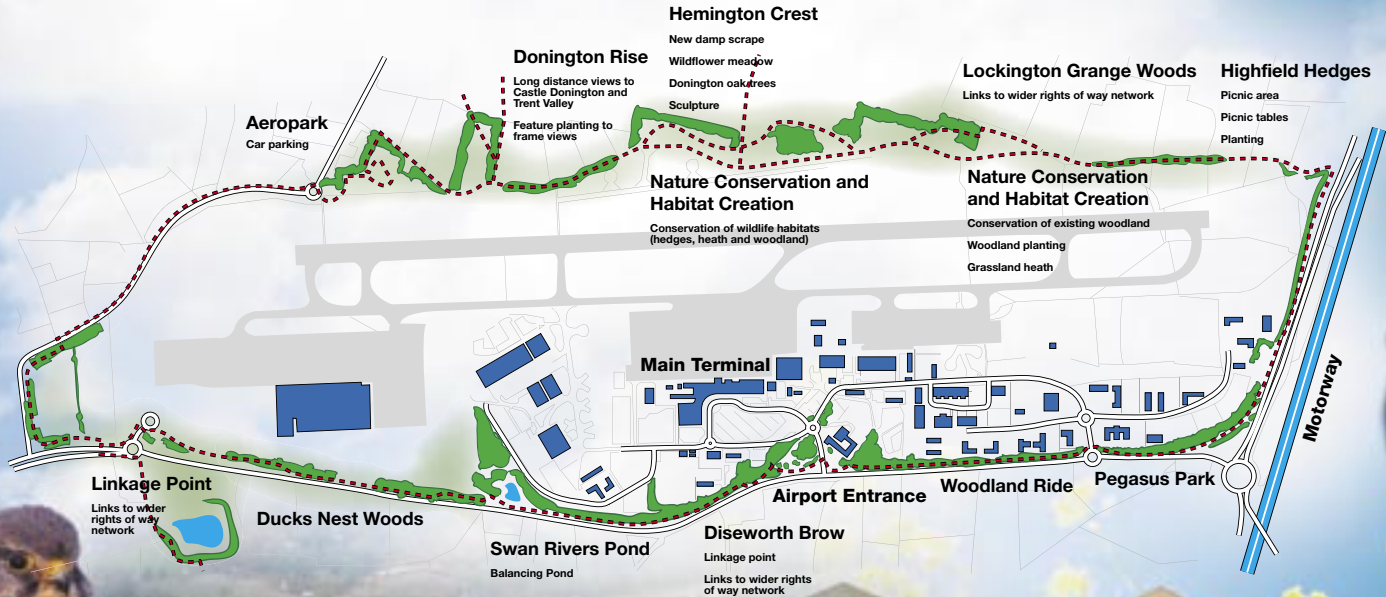 Hemington Crest
New damp scrape
Wildflower meadow
Donington oak trees
Sculpture
Donington Rise
Long distance views to
Castle Donington and
Trent Valley
Feature planting to
frame views
Lockington Grange Woods
Links to wider rights of way network
Highfield Hedges
Picnic area
Picnic tables
Planting
Aeropark
Car parking
Nature Conservation and
Habitat Creation
Conservation of wildlife habitats
(hedges, heath and woodland)
Nature Conservation
and Habitat Creation
Conservation of existing woodland
Woodland planting
Grassland heath
Main Terminal
Motorway
Linkage Point
Links to wider
rights of way
network
Ducks Nest Woods
Swan Rivers Pond
Balancing Pond
Airport Entrance
Woodland Ride
Pegasus Park
Diseworth Brow
Linkage point
Links to wider rights
of way network